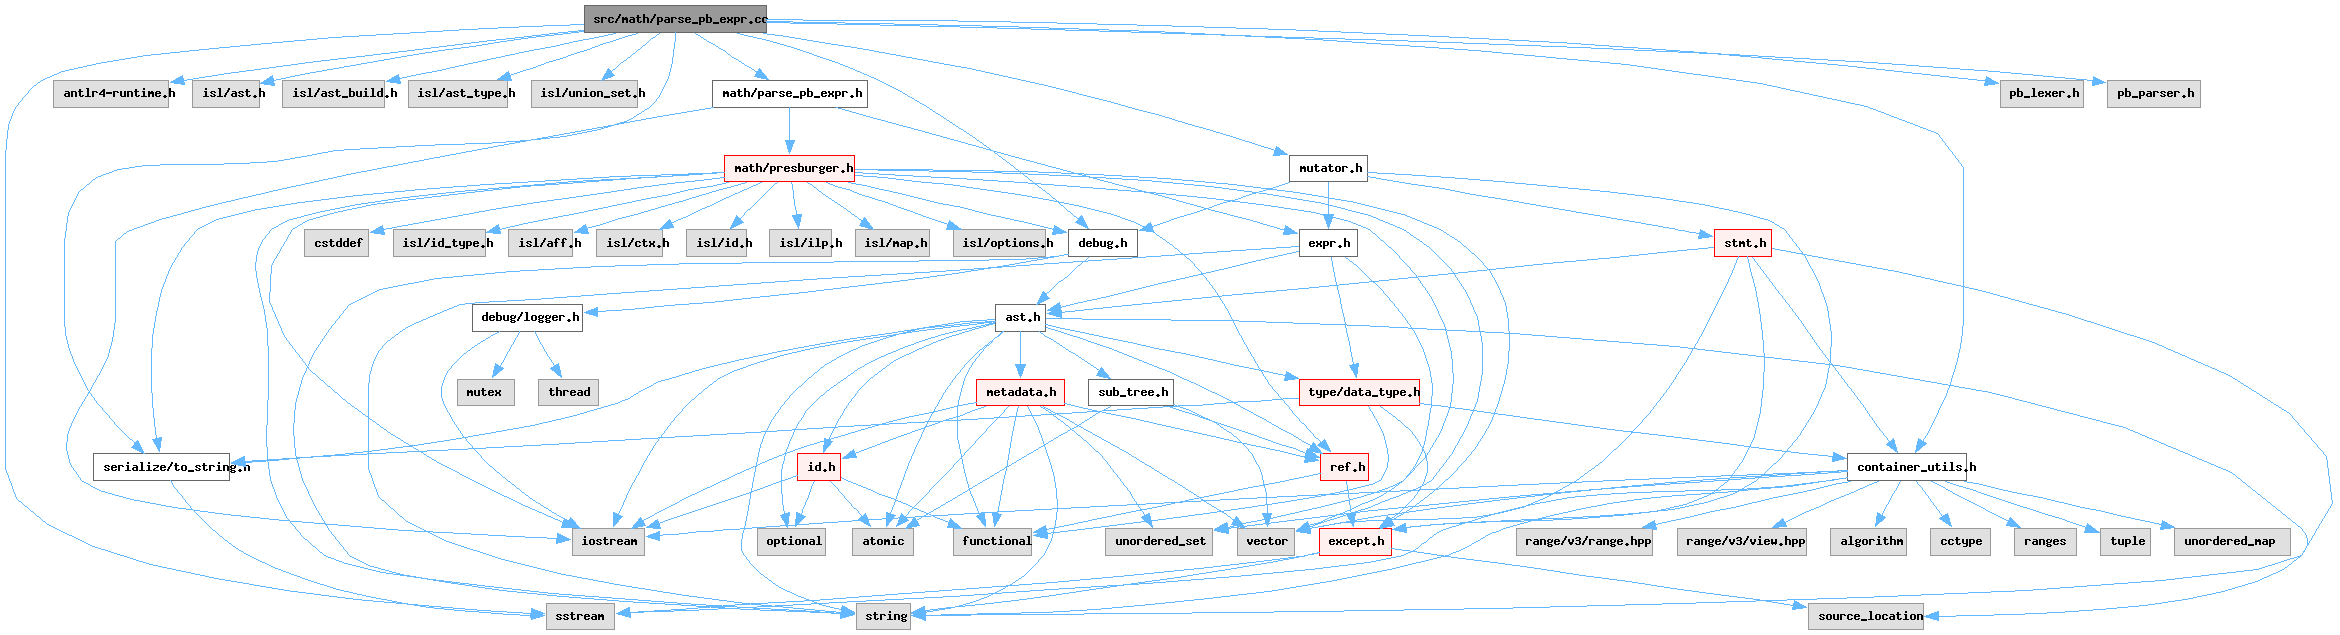 src/math/parse_pb_expr.cc
antlr4-runtime.h
isl/ast.h
isl/ast_build.h
isl/ast_type.h
isl/union_set.h
math/parse_pb_expr.h
pb_lexer.h
pb_parser.h
math/presburger.h
mutator.h
cstddef
isl/id_type.h
isl/aff.h
isl/ctx.h
isl/id.h
isl/ilp.h
isl/map.h
isl/options.h
debug.h
expr.h
stmt.h
debug/logger.h
ast.h
mutex
thread
metadata.h
sub_tree.h
type/data_type.h
serialize/to_string.h
id.h
ref.h
container_utils.h
iostream
optional
atomic
functional
unordered_set
vector
except.h
range/v3/range.hpp
range/v3/view.hpp
algorithm
cctype
ranges
tuple
unordered_map
sstream
string
source_location